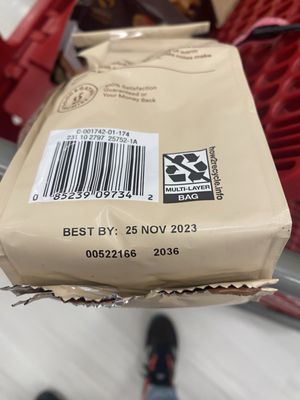 100% Satisfaction
Guaranteed or
Your Money Back
C-001742-01-174
231 10 2797 25752-1A
0 85239 09734 2
how2recycle.info
MULTI-LAYER
BAG
BEST BY: 25 NOV 2023
00522166 2036